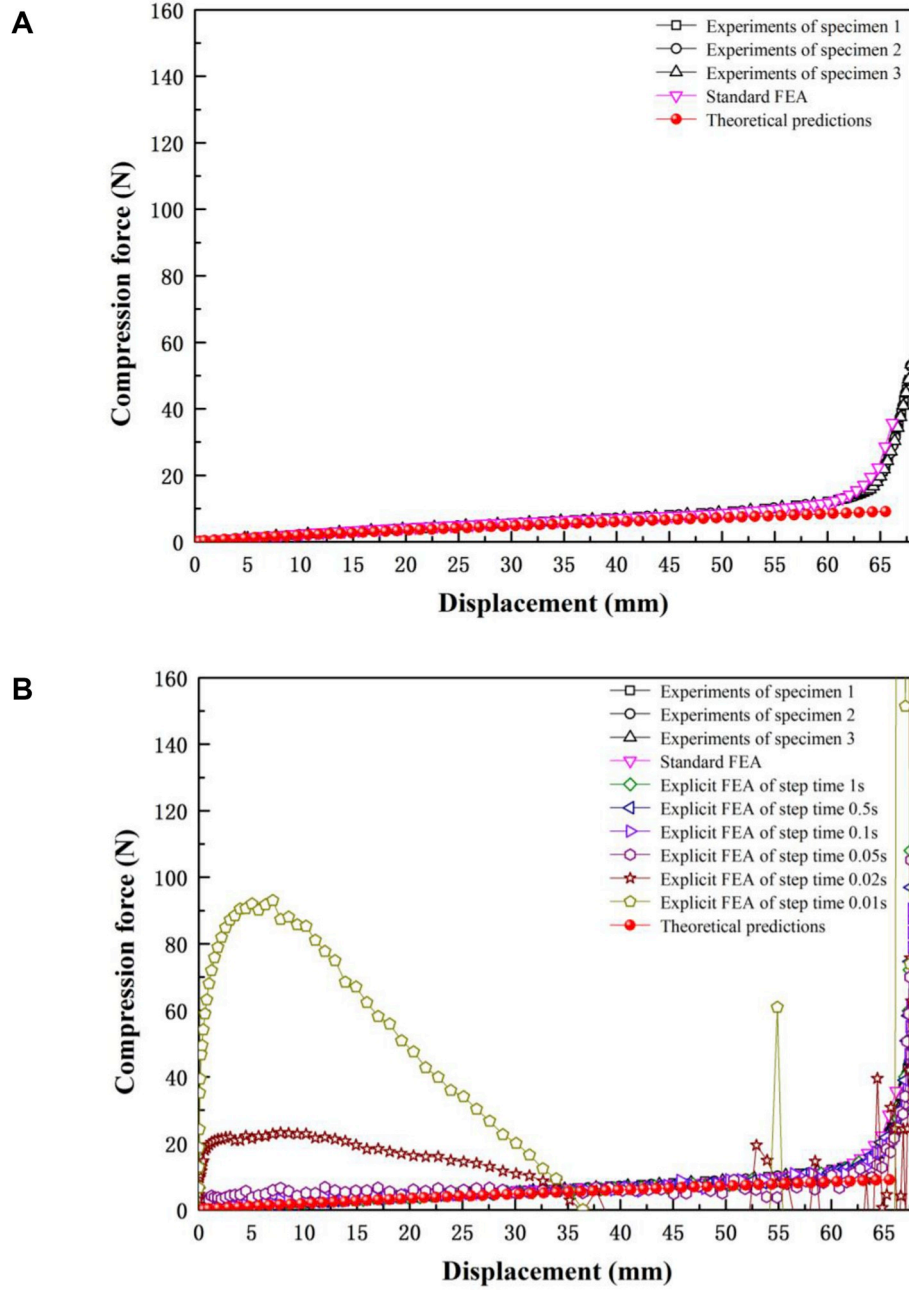 A
Experiments of specimen 1
Experiments of specimen 2
Experiments of specimen 3
Standard FEA
Theoretical predictions
Compression force (N)
160
140
120
100
80
60
40
20
0
0 5 10 15 20 25 30 35 40 45 50 55 60 65
Displacement (mm)
B
Experiments of specimen 1
Experiments of specimen 2
Experiments of specimen 3
Standard FEA
Explicit FEA of step time 1s
Explicit FEA of step time 0.5s
Explicit FEA of step time 0.1s
Explicit FEA of step time 0.05s
Explicit FEA of step time 0.02s
Explicit FEA of step time 0.01s
Theoretical predictions
Compression force (N)
160
140
120
100
80
60
40
20
0
0 5 10 15 20 25 30 35 40 45 50 55 60 65
Displacement (mm)